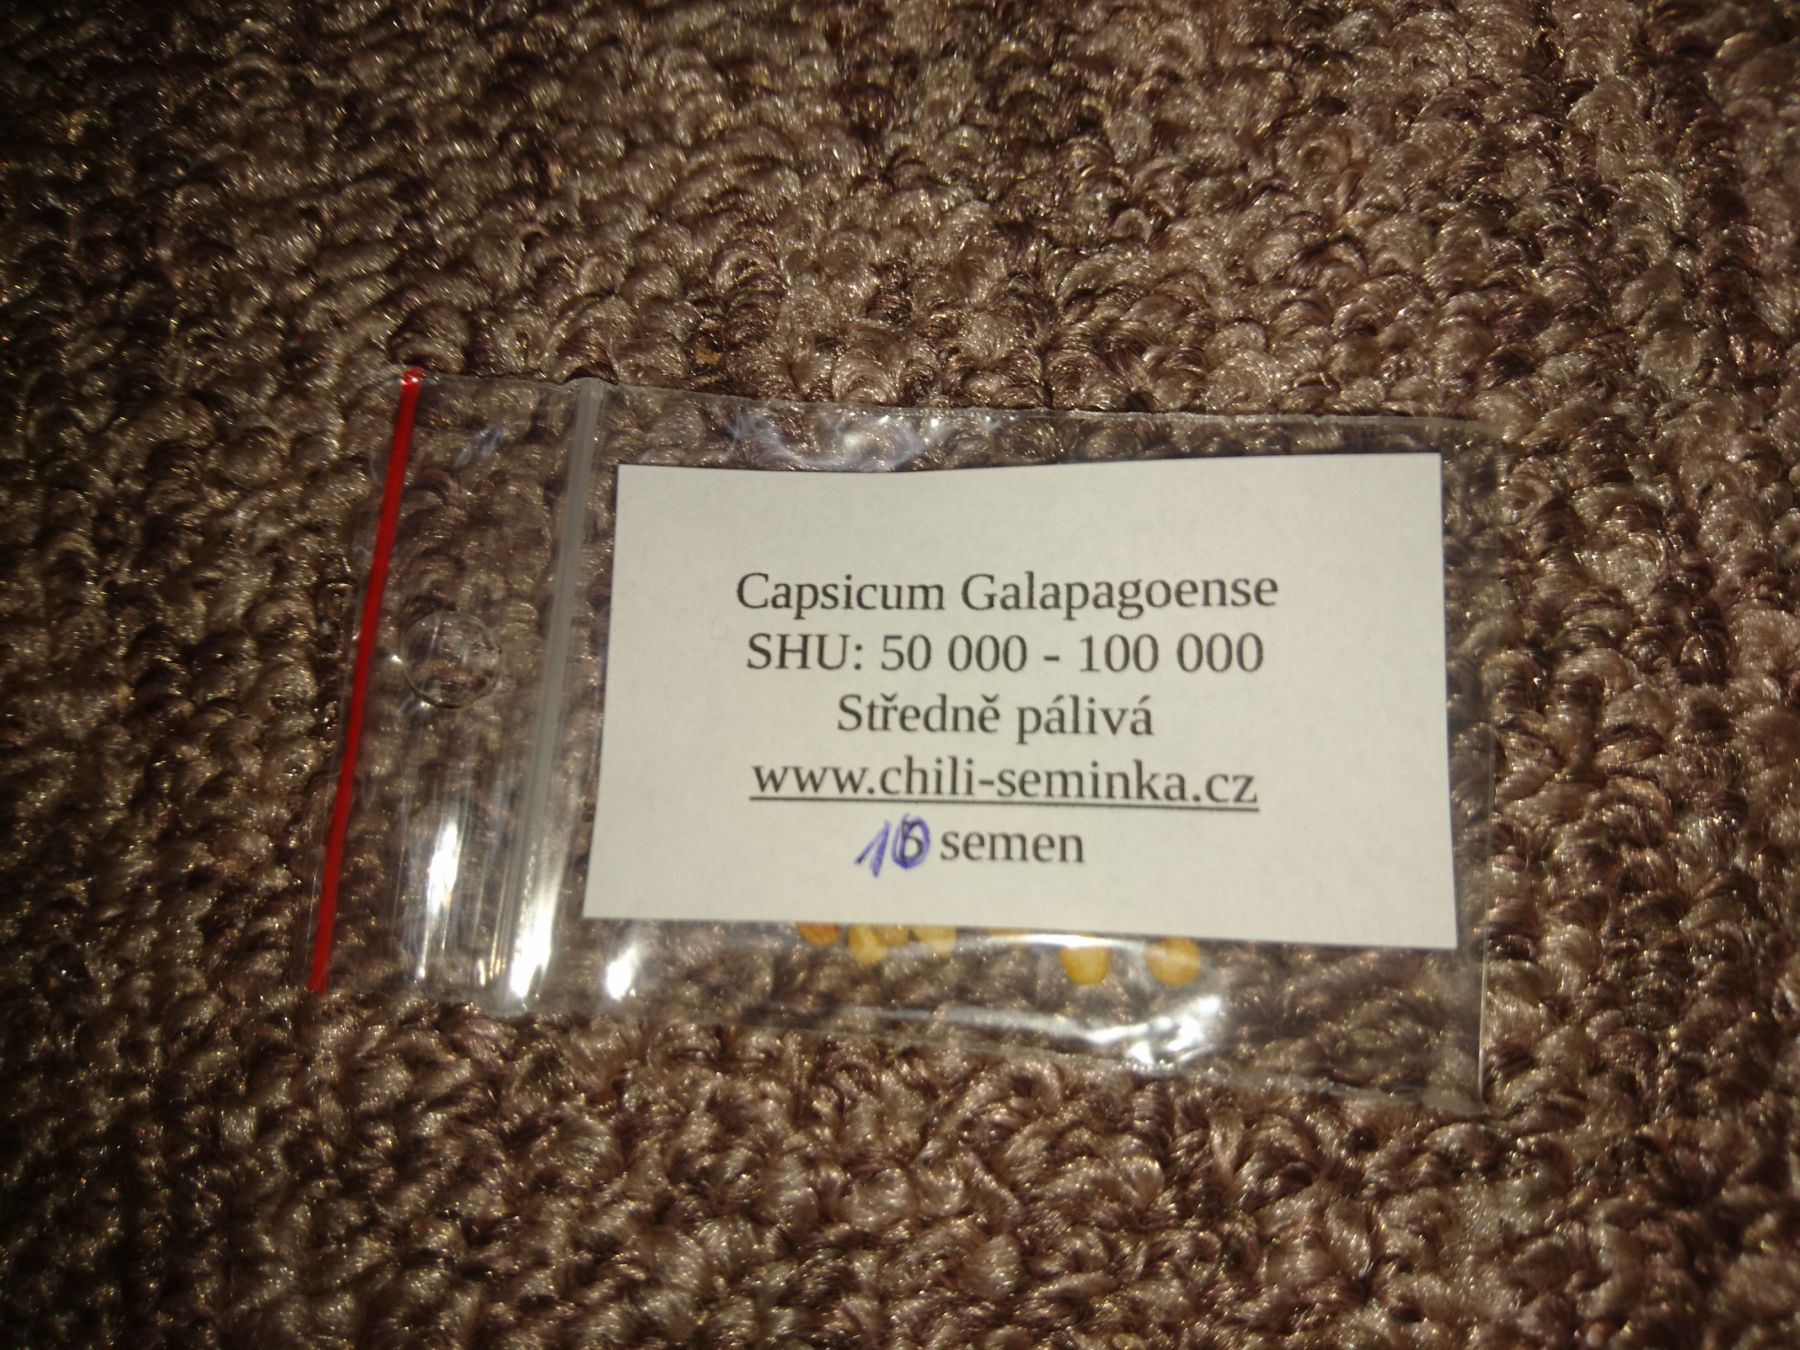 Capsicum Galapagoense
SHU: 50 000 - 100 000
Středně pálivá
www.chili-seminka.cz
10 semen